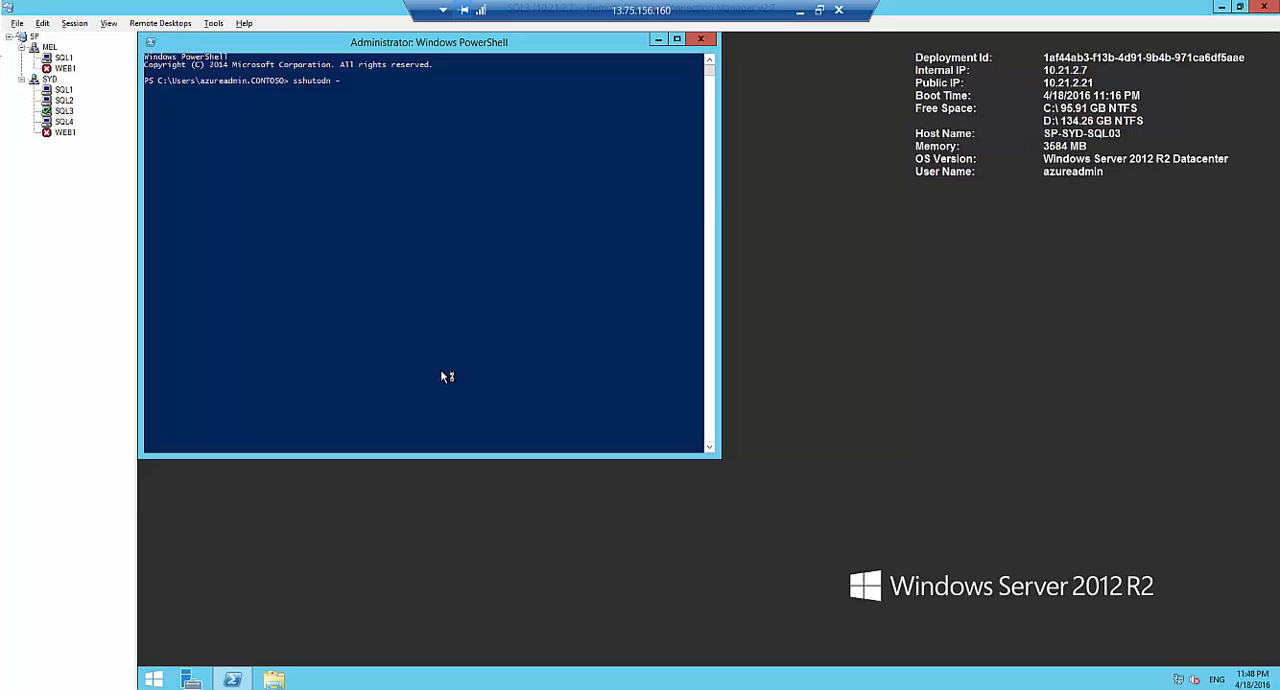 13.75.156.160
File Edit Session View Remote Desktops Tools Help
SP
MEL
SQL1
WEB1
SYD
SQL1
SQL2
SQL3
SQL4
WEB1
Administrator: Windows PowerShell
Windows PowerShell
Copyright (C) 2014 Microsoft Corporation. All rights reserved.
PS C:\Users\azureadmin.CONTOSO> sshutodn -
Deployment Id: 1af44ab3-f13b-4d91-9b4b-971ca6df5aae
Internal IP: 10.21.2.7
Public IP: 10.21.2.21
Boot Time: 4/18/2016 11:16 PM
Free Space: C:\ 95.91 GB NTFS
D:\ 134.26 GB NTFS
Host Name: SP-SYD-SQL03
Memory: 3584 MB
OS Version: Windows Server 2012 R2 Datacenter
User Name: azureadmin
Windows Server 2012 R2
ENG
11:48 PM
4/18/2016